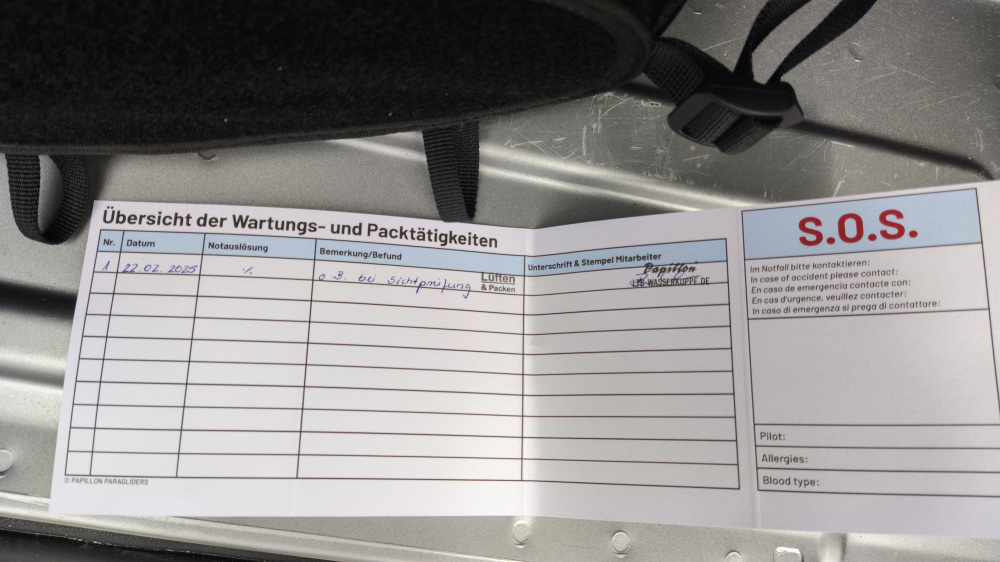 Übersicht der Wartungs- und Packtätigkeiten
Nr. Datum Notauslösung Bemerkung/Befund Unterschrift & Stempel Mitarbeiter
1 22.02.2025 ⁒ o B. bei Sichtprüfung Lüften & Packen Papillon
WASSERKUPPE.DE
© PAPILLON PARAGLIDERS
S.O.S.
Im Notfall bitte kontaktieren:
In case of accident please contact:
En caso de emergencia contacte con:
En cas d'urgence, veuillez contacter:
In caso di emergenza si prega di contattare:
Pilot:
Allergies:
Blood type: